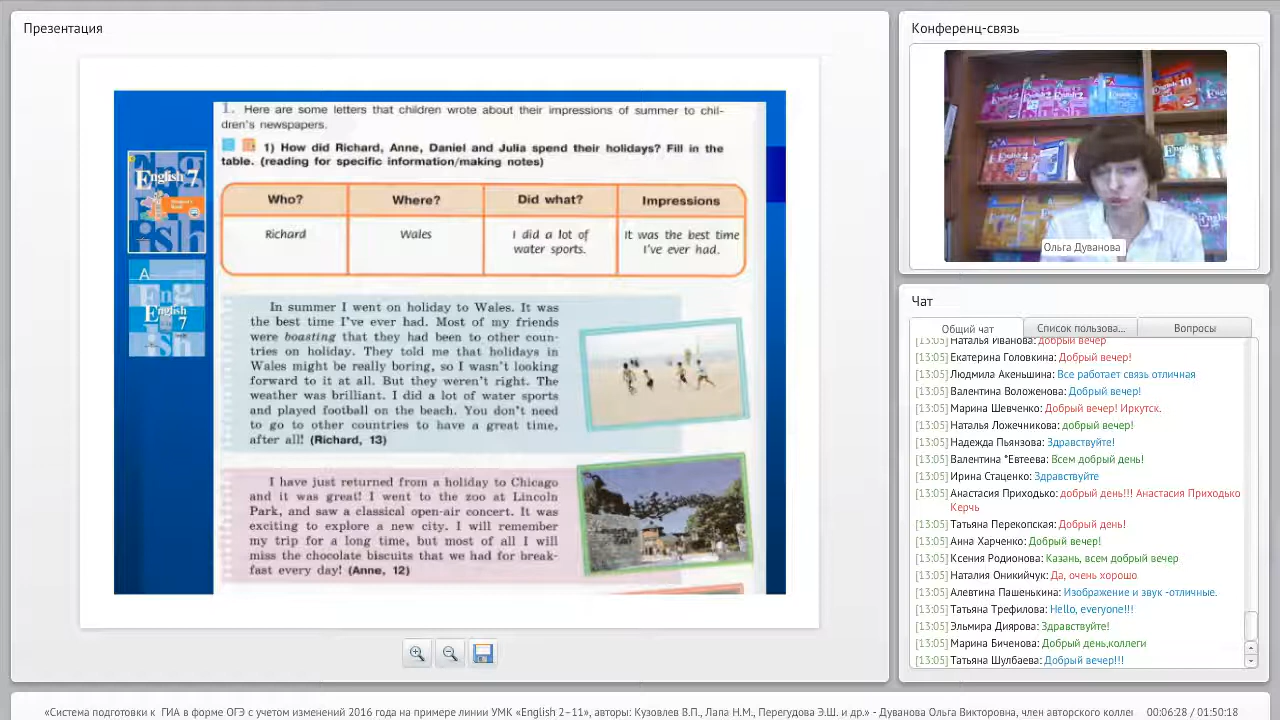 Презентация
1. Here are some letters that children wrote about their impressions of summer to chil-
dren's newspapers.
1) How did Richard, Anne, Daniel and Julia spend their holidays? Fill in the
table. (reading for specific information/making notes)
Who? Where? Did what? Impressions
Richard Wales I did a lot of It was the best time
water sports. I've ever had.
English 7
English 7
In summer I went on holiday to Wales. It was
the best time I've ever had. Most of my friends
were boasting that they had been to other coun-
tries on holiday. They told me that holidays in
Wales might be really boring, so I wasn't looking
forward to it at all. But they weren't right. The
weather was brilliant. I did a lot of water sports
and played football on the beach. You don't need
to go to other countries to have a great time,
after all! (Richard, 13)
I have just returned from a holiday to Chicago
and it was great! I went to the zoo at Lincoln
Park, and saw a classical open-air concert. It was
exciting to explore a new city. I will remember
my trip for a long time, but most of all I will
miss the chocolate biscuits that we had for break-
fast every day! (Anne, 12)
Конференц-связь
Ольга Дуванова
Чат
Общий чат Список пользова... Вопросы
[13:05] Наталья Иванова: добрый вечер
[13:05] Екатерина Головкина: Добрый вечер!
[13:05] Людмила Акеньшина: Все работает связь отличная
[13:05] Валентина Воложенова: Добрый вечер!
[13:05] Марина Шевченко: Добрый вечер! Иркутск.
[13:05] Наталья Ложечникова: добрый вечер!
[13:05] Надежда Пьянзова: Здравствуйте!
[13:05] Валентина *Евтеева: Всем добрый день!
[13:05] Ирина Стаценко: Здравствуйте
[13:05] Анастасия Приходько: добрый день!!! Анастасия Приходько
Керчь
[13:05] Татьяна Перекопская: Добрый день!
[13:05] Анна Харченко: Добрый вечер!
[13:05] Ксения Родионова: Казань, всем добрый вечер
[13:05] Наталия Оникийчук: Да, очень хорошо
[13:05] Алевтина Пашенькина: Изображение и звук -отличные.
[13:05] Татьяна Трефилова: Hello, everyone!!!
[13:05] Эльмира Диярова: Здравствуйте!
[13:05] Марина Биченова: Добрый день,коллеги
[13:05] Татьяна Шулбаева: Добрый вечер!!!
«Система подготовки к ГИА в форме ОГЭ с учетом изменений 2016 года на примере линии УМК «English 2–11», авторы: Кузовлев В.П., Лапа Н.М., Перегудова Э.Ш. и др.» - Дуванова Ольга Викторовна, член авторского коллек 00:06:28 / 01:50:18